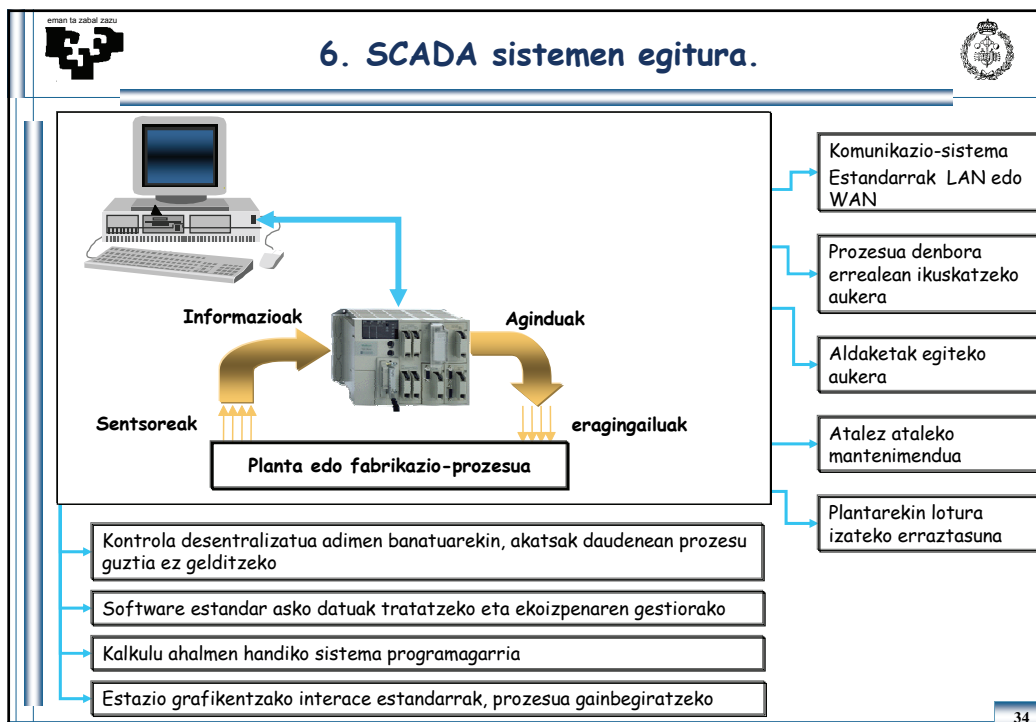 eman ta zabal zazu
6. SCADA sistemen egitura.
Informazioak
Aginduak
Sentsoreak
eragingailuak
Planta edo fabrikazio-prozesua
Komunikazio-sistema
Estandarrak LAN edo
WAN
Prozesua denbora
errealean ikuskatzeko
aukera
Aldaketak egiteko
aukera
Atalez ataleko
mantenimendua
Plantarekin lotura
izateko erraztasuna
Kontrola desentralizatua adimen banatuarekin, akatsak daudenean prozesu
guztia ez gelditzeko
Software estandar asko datuak tratatzeko eta ekoizpenaren gestiorako
Kalkulu ahalmen handiko sistema programagarria
Estazio grafikentzako interace estandarrak, prozesua gainbegiratzeko
34